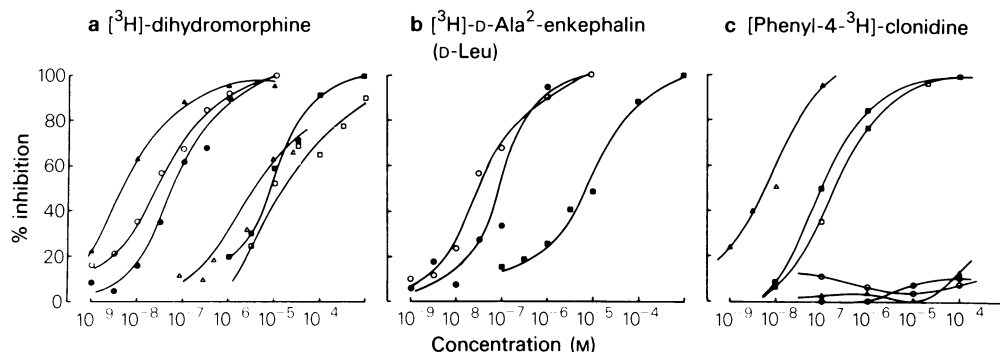 a [³H]-dihydromorphine
b [³H]-D-Ala²-enkephalin
(D-Leu)
c [Phenyl-4-³H]-clonidine
% inhibition
100
80
60
40
20
0
10⁻⁹ 10⁻⁸ 10⁻⁷ 10⁻⁶ 10⁻⁵ 10⁻⁴
10⁻⁹ 10⁻⁸ 10⁻⁷ 10⁻⁶ 10⁻⁵ 10⁻⁴
10⁻⁹ 10⁻⁸ 10⁻⁷ 10⁻⁶ 10⁻⁵ 10⁻⁴
Concentration (M)